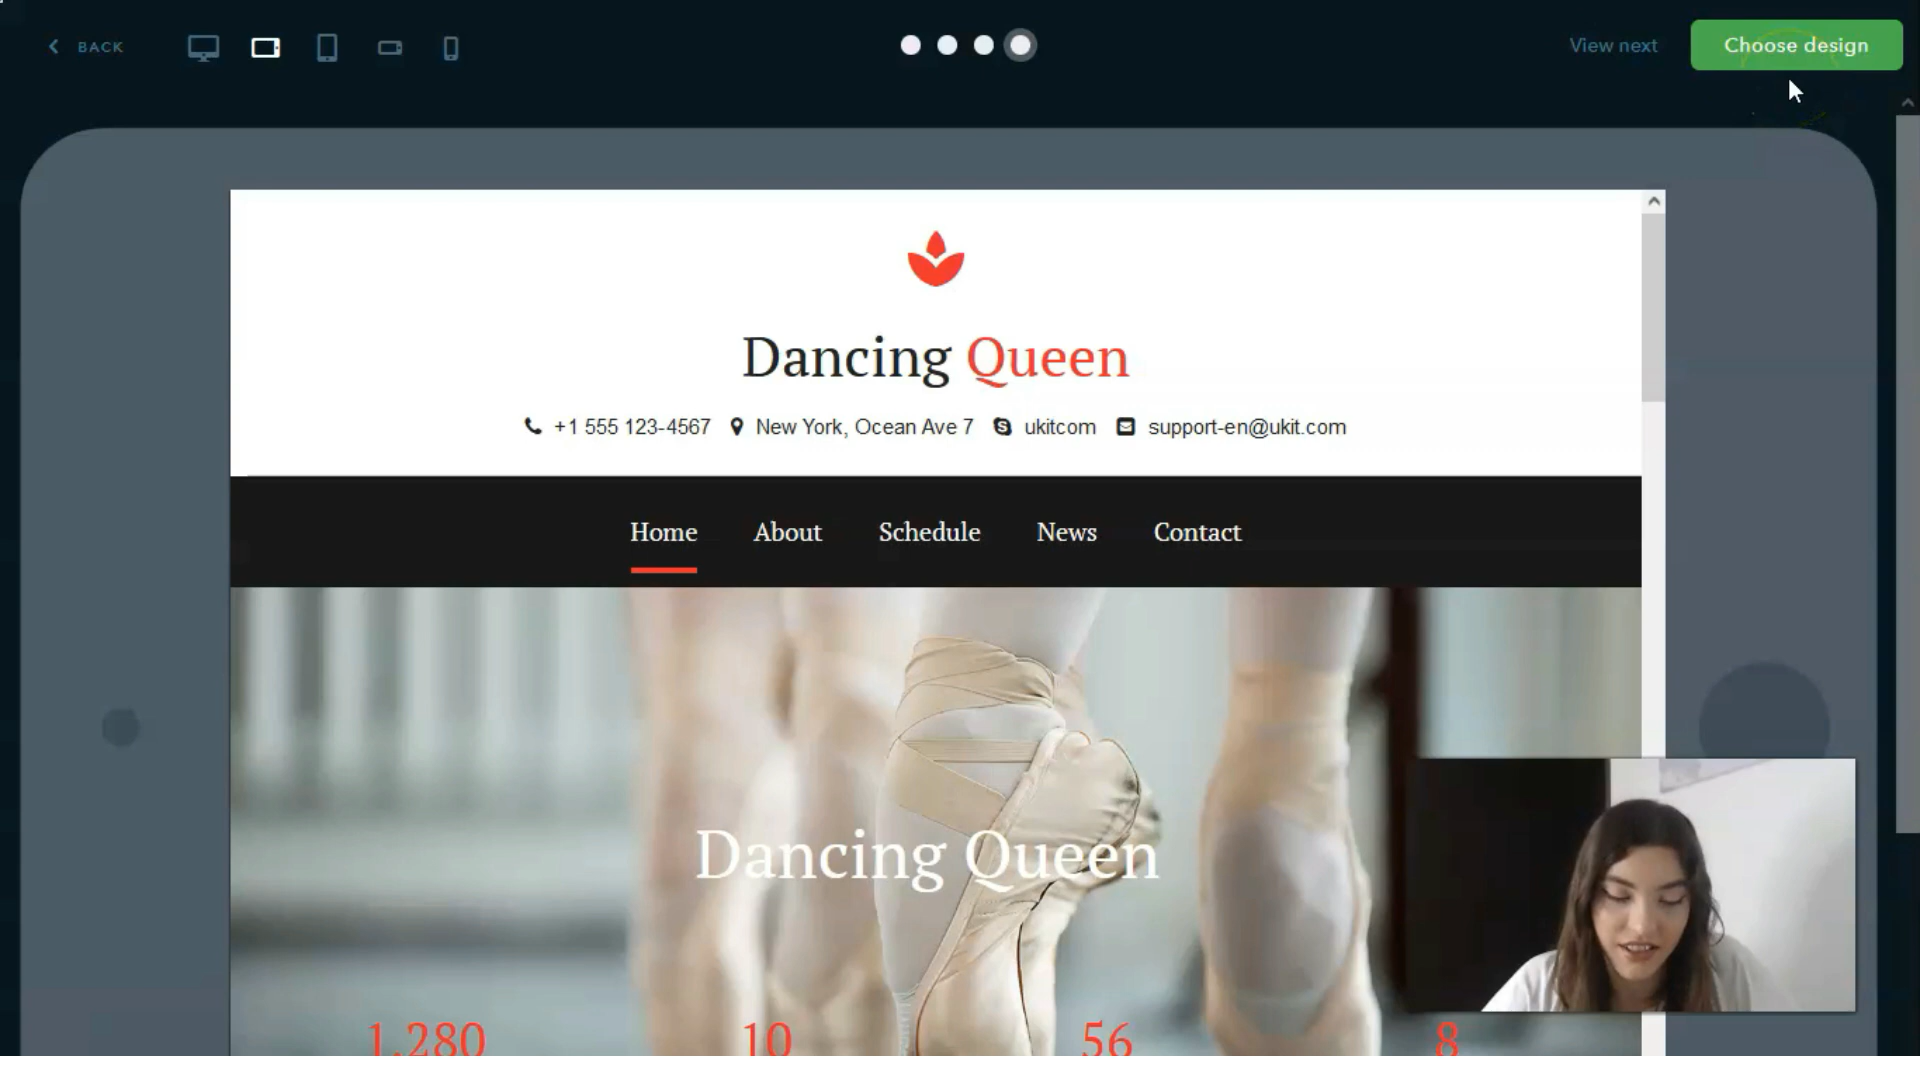 BACK
View next
Choose design
Dancing Queen
+1 555 123-4567 New York, Ocean Ave 7 ukitcom support-en@ukit.com
Home About Schedule News Contact
Dancing Queen
1,280 10 56 8